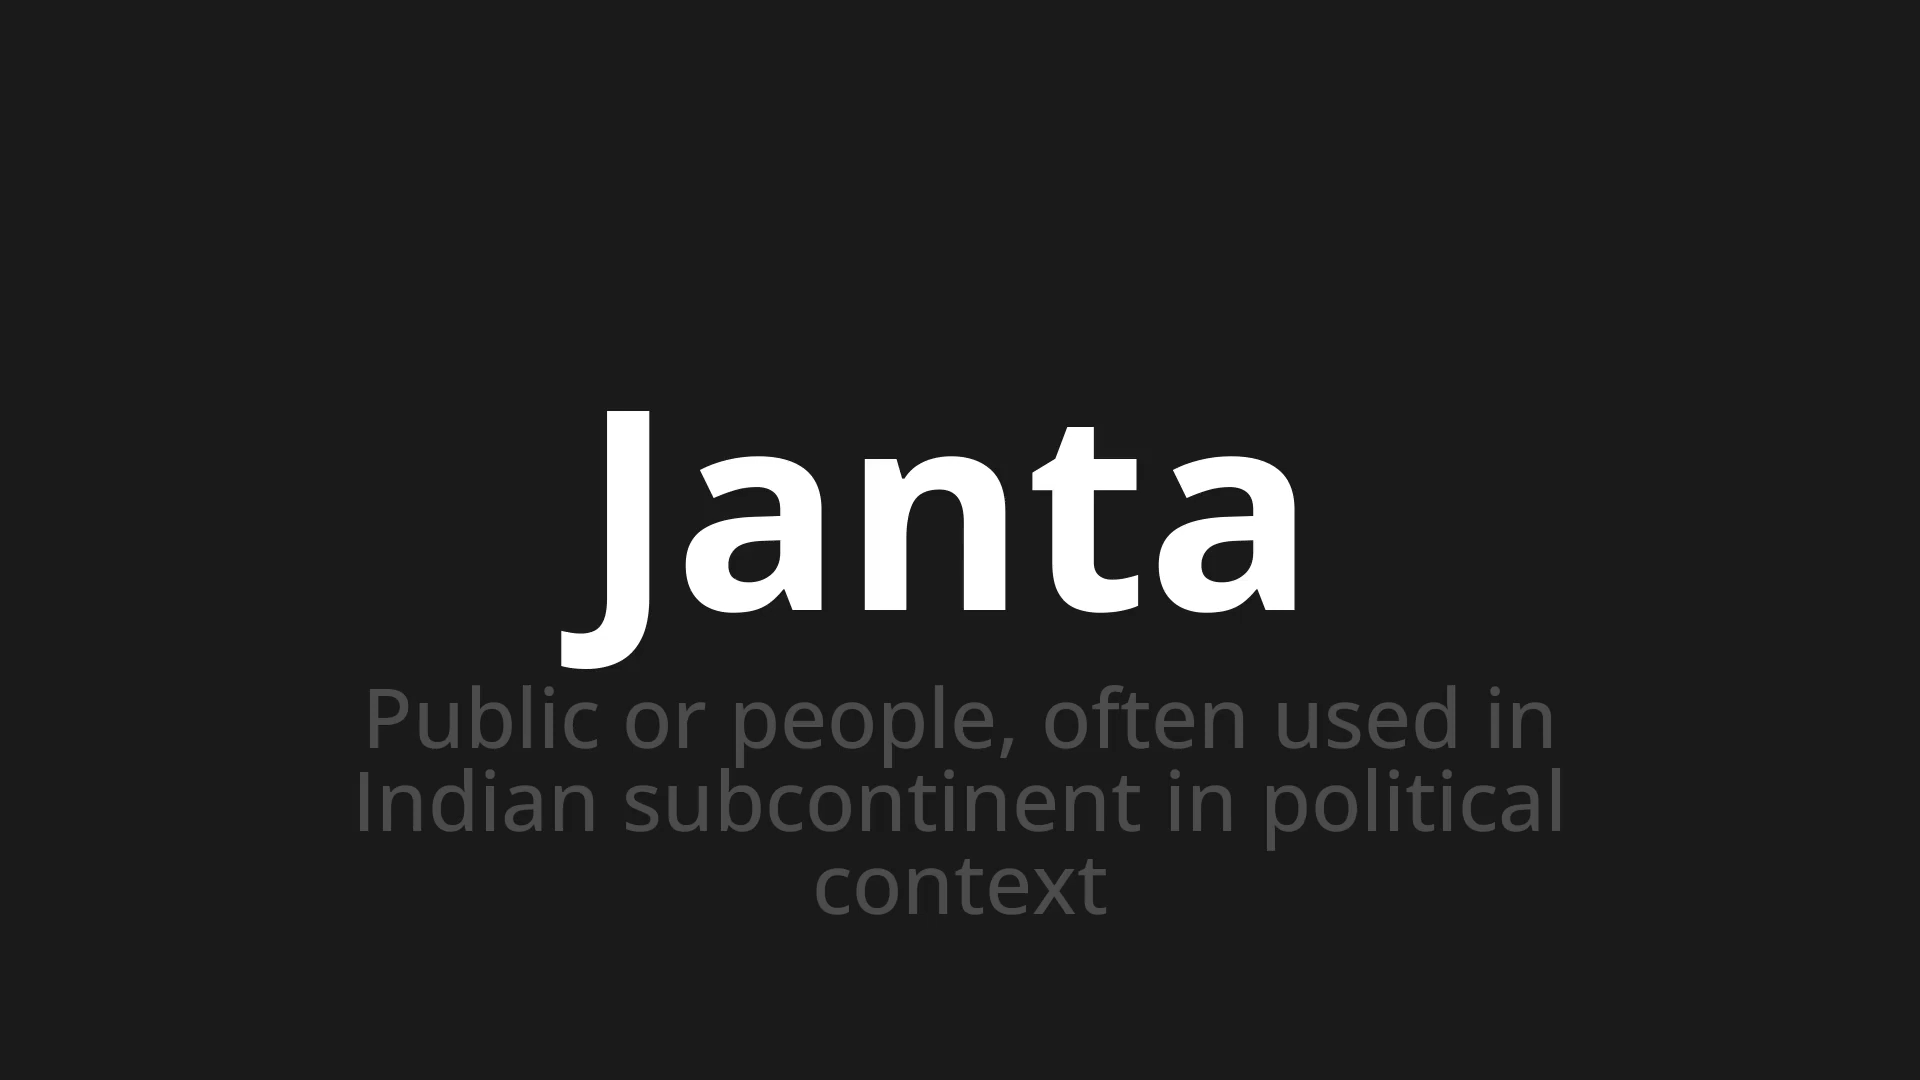 Janta
Public or people, often used in
Indian subcontinent in political
context